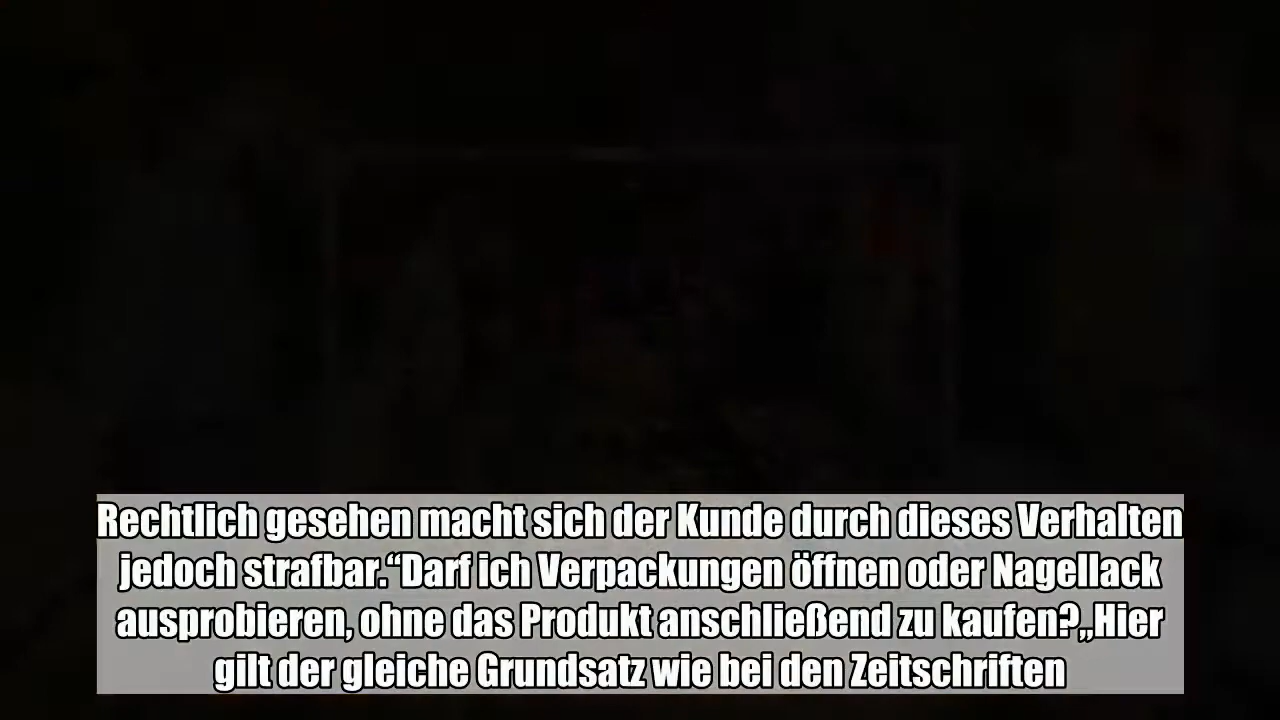 Rechtlich gesehen macht sich der Kunde durch dieses Verhalten
jedoch strafbar.“Darf ich Verpackungen öffnen oder Nagellack
ausprobieren, ohne das Produkt anschließend zu kaufen?„Hier
gilt der gleiche Grundsatz wie bei den Zeitschriften